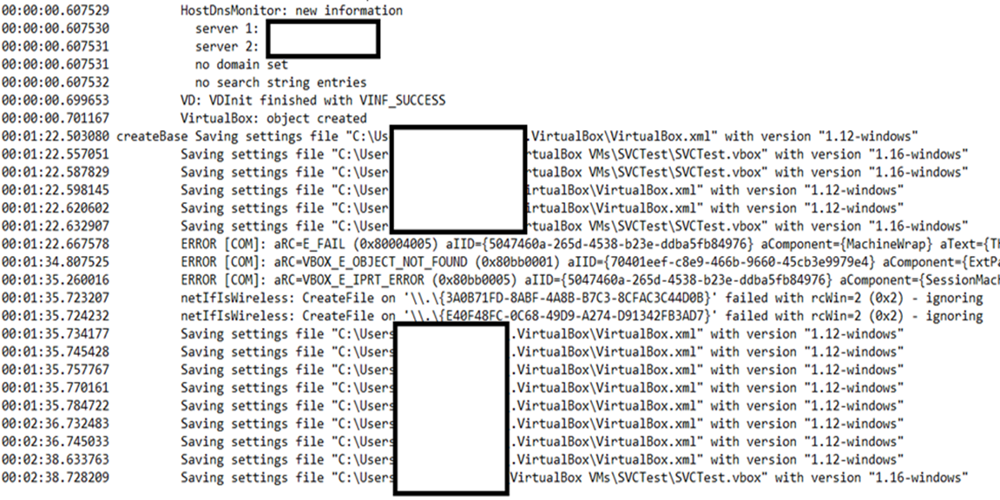 00:00:00.607529 HostDnsMonitor: new information
00:00:00.607530 server 1:
00:00:00.607531 server 2:
00:00:00.607531 no domain set
00:00:00.607532 no search string entries
00:00:00.699653 VD: VDInit finished with VINF_SUCCESS
00:00:00.701167 VirtualBox: object created
00:01:22.503080 createBase Saving settings file "C:\Us .VirtualBox\VirtualBox.xml" with version "1.12-windows"
00:01:22.557051 Saving settings file "C:\User rtualBox VMs\SVCTest\SVCTest.vbox" with version "1.16-windows"
00:01:22.587829 Saving settings file "C:\User rtualBox VMs\SVCTest\SVCTest.vbox" with version "1.16-windows"
00:01:22.598145 Saving settings file "C:\User irtualBox\VirtualBox.xml" with version "1.12-windows"
00:01:22.620602 Saving settings file "C:\User irtualBox\VirtualBox.xml" with version "1.12-windows"
00:01:22.632907 Saving settings file "C:\User rtualBox VMs\SVCTest\SVCTest.vbox" with version "1.16-windows"
00:01:22.667578 ERROR [COM]: aRC=E_FAIL (0x80004005) aIID={5047460a-265d-4538-b23e-ddba5fb84976} aComponent={MachineWrap} aText={Th
00:01:34.807525 ERROR [COM]: aRC=VBOX_E_OBJECT_NOT_FOUND (0x80bb0001) aIID={70401eef-c8e9-466b-9660-45cb3e9979e4} aComponent={ExtPa
00:01:35.260016 ERROR [COM]: aRC=VBOX_E_IPRT_ERROR (0x80bb0005) aIID={5047460a-265d-4538-b23e-ddba5fb84976} aComponent={SessionMach
00:01:35.723207 netIfIsWireless: CreateFile on '\\.\{3A0B71FD-8ABF-4A8B-B7C3-8CFAC3C44D0B}' failed with rcWin=2 (0x2) - ignoring
00:01:35.724232 netIfIsWireless: CreateFile on '\\.\{E40F48FC-0C68-49D9-A274-D91342FB3AD7}' failed with rcWin=2 (0x2) - ignoring
00:01:35.734177 Saving settings file "C:\Users .VirtualBox\VirtualBox.xml" with version "1.12-windows"
00:01:35.745428 Saving settings file "C:\Users .VirtualBox\VirtualBox.xml" with version "1.12-windows"
00:01:35.757767 Saving settings file "C:\Users .VirtualBox\VirtualBox.xml" with version "1.12-windows"
00:01:35.770161 Saving settings file "C:\Users .VirtualBox\VirtualBox.xml" with version "1.12-windows"
00:01:35.784722 Saving settings file "C:\Users .VirtualBox\VirtualBox.xml" with version "1.12-windows"
00:02:36.732483 Saving settings file "C:\Users .VirtualBox\VirtualBox.xml" with version "1.12-windows"
00:02:36.745033 Saving settings file "C:\Users .VirtualBox\VirtualBox.xml" with version "1.12-windows"
00:02:38.633763 Saving settings file "C:\Users .VirtualBox\VirtualBox.xml" with version "1.12-windows"
00:02:38.728209 Saving settings file "C:\Users VirtualBox VMs\SVCTest\SVCTest.vbox" with version "1.16-windows"